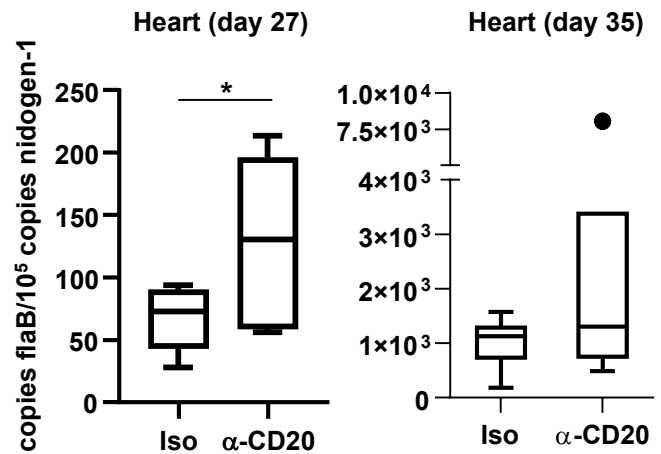 Heart (day 27)
copies flaB/10⁵ copies nidogen-1
250
200
150
100
50
0
*
Iso α-CD20
Heart (day 35)
1.0×10⁴
7.5×10³
4×10³
3×10³
2×10³
1×10³
0
Iso α-CD20